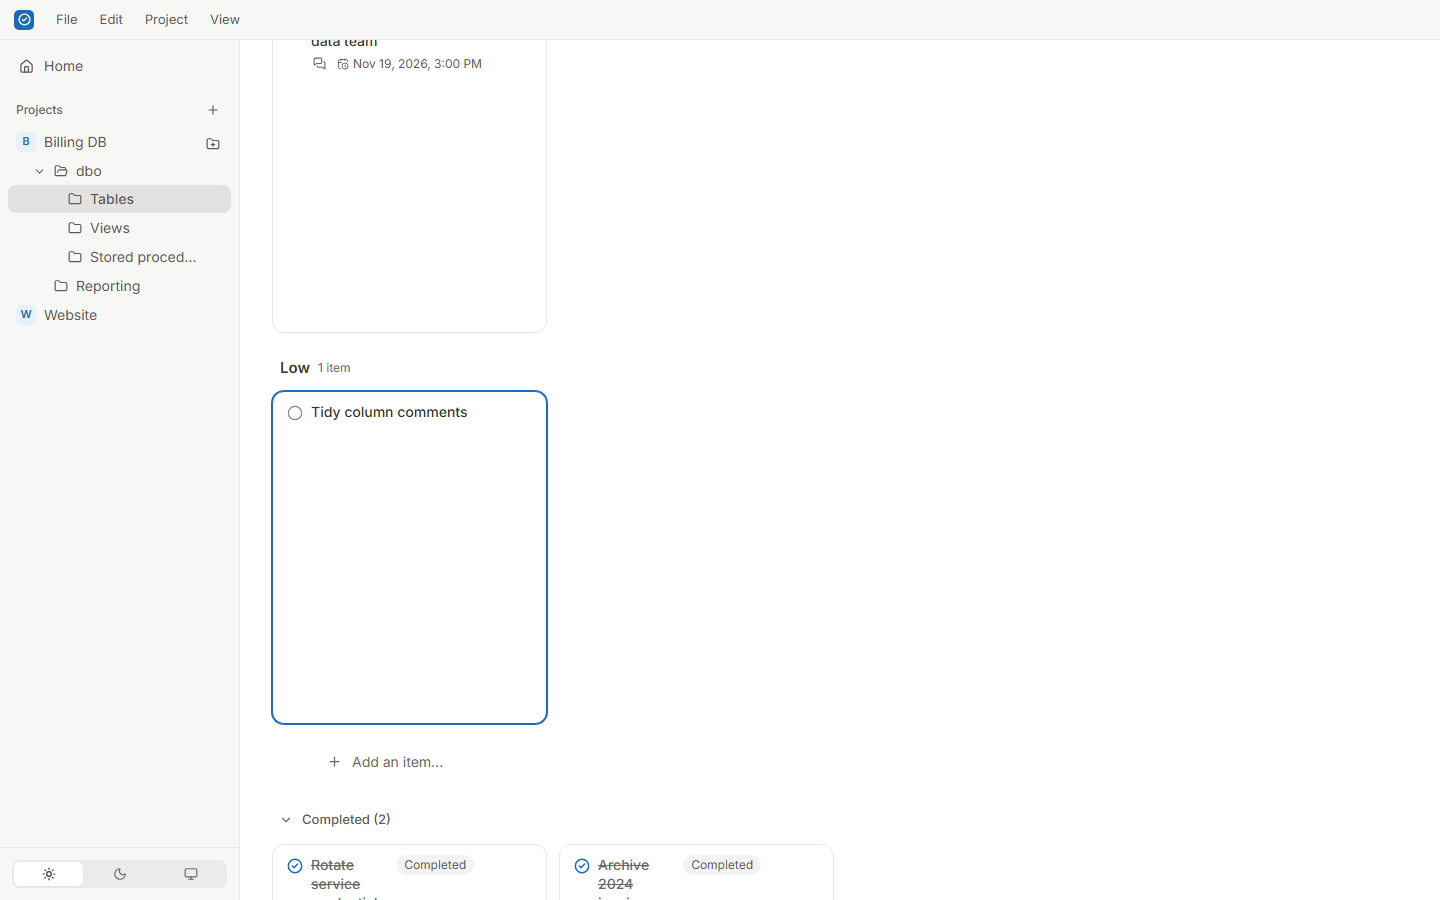 File Edit Project View
Home
Projects
B Billing DB
dbo
Tables
Views
Stored proced...
Reporting
W Website
data team
Nov 19, 2026, 3:00 PM
Low 1 item
Tidy column comments
Add an item...
Completed (2)
Rotate
service
Completed
Archive
2024
Completed